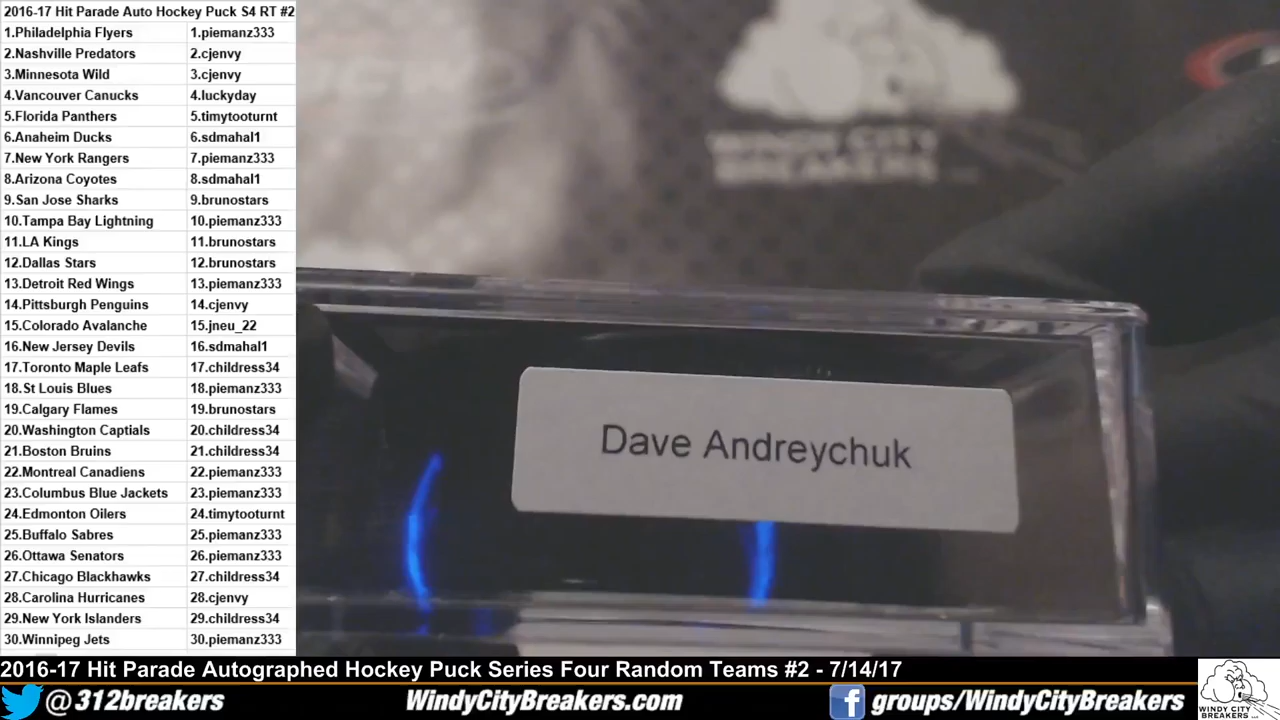 2016-17 Hit Parade Auto Hockey Puck S4 RT #2
1.Philadelphia Flyers 1.piemanz333
2.Nashville Predators 2.cjenvy
3.Minnesota Wild 3.cjenvy
4.Vancouver Canucks 4.luckyday
5.Florida Panthers 5.timytooturnt
6.Anaheim Ducks 6.sdmahal1
7.New York Rangers 7.piemanz333
8.Arizona Coyotes 8.sdmahal1
9.San Jose Sharks 9.brunostars
10.Tampa Bay Lightning 10.piemanz333
11.LA Kings 11.brunostars
12.Dallas Stars 12.brunostars
13.Detroit Red Wings 13.piemanz333
14.Pittsburgh Penguins 14.cjenvy
15.Colorado Avalanche 15.jneu_22
16.New Jersey Devils 16.sdmahal1
17.Toronto Maple Leafs 17.childress34
18.St Louis Blues 18.piemanz333
19.Calgary Flames 19.brunostars
20.Washington Captials 20.childress34
21.Boston Bruins 21.childress34
22.Montreal Canadiens 22.piemanz333
23.Columbus Blue Jackets 23.piemanz333
24.Edmonton Oilers 24.timytooturnt
25.Buffalo Sabres 25.piemanz333
26.Ottawa Senators 26.piemanz333
27.Chicago Blackhawks 27.childress34
28.Carolina Hurricanes 28.cjenvy
29.New York Islanders 29.childress34
30.Winnipeg Jets 30.piemanz333
WINDY CITY
BREAKERS
Dave Andreychuk
2016-17 Hit Parade Autographed Hockey Puck Series Four Random Teams #2 - 7/14/17
@312breakers WindyCityBreakers.com groups/WindyCityBreakers
WINDY CITY
BREAKERS